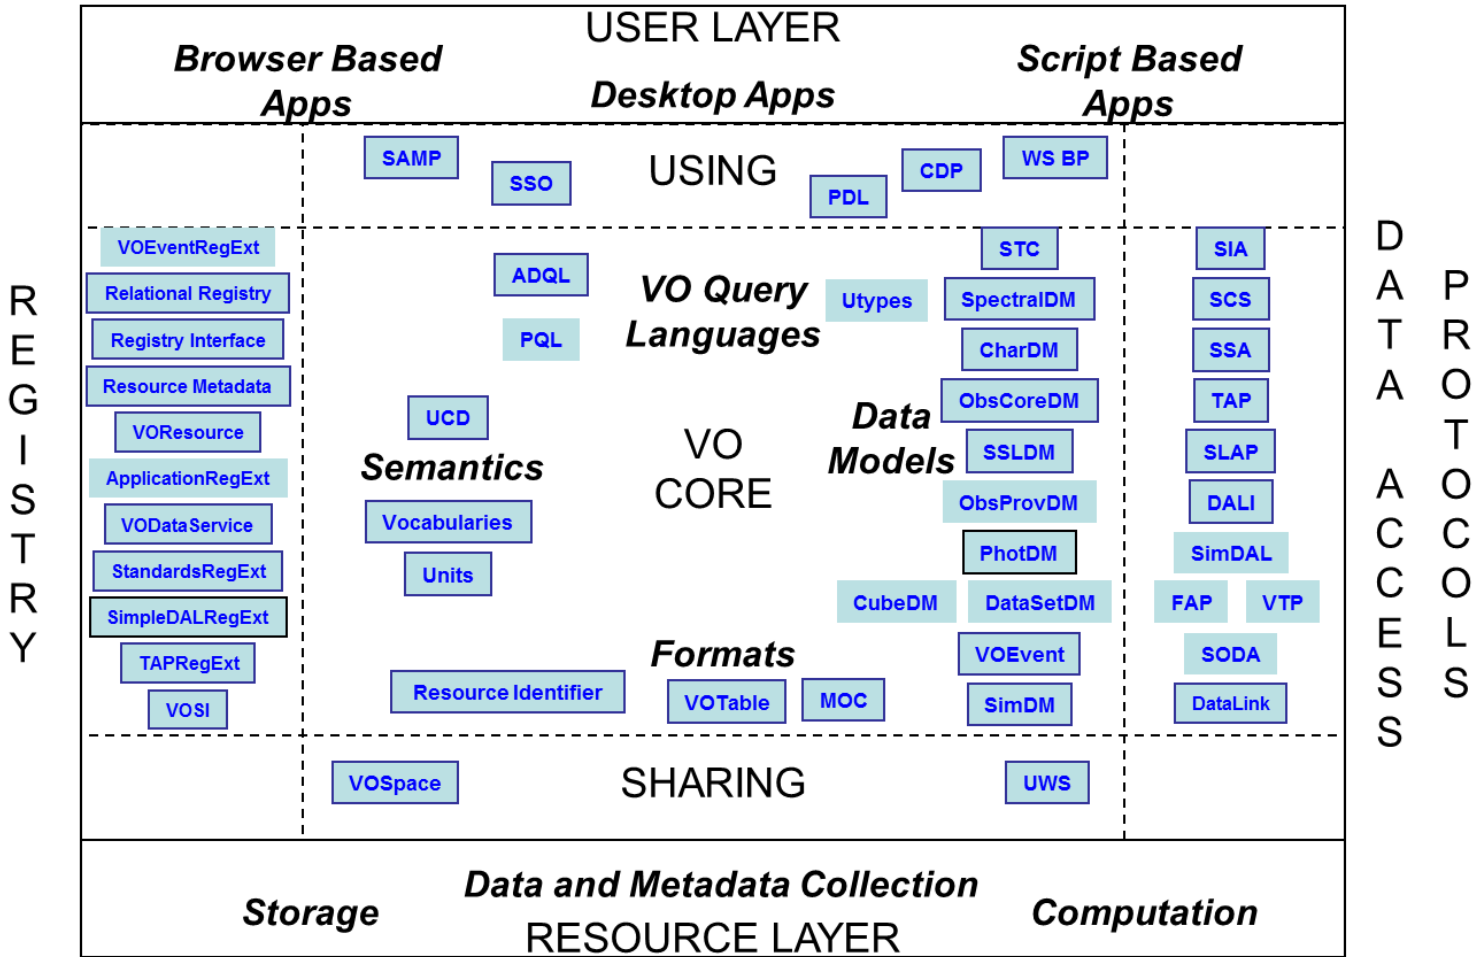 USER LAYER
Browser Based
Apps
Desktop Apps
Script Based
Apps
REGISTRY
USING
SAMP
SSO
PDL
CDP
WS BP
VOEventRegExt
Relational Registry
Registry Interface
Resource Metadata
VOResource
ApplicationRegExt
VODataService
StandardsRegExt
SimpleDALRegExt
TAPRegExt
VOSI
ADQL
PQL
VO Query
Languages
UCD
Semantics
Vocabularies
Units
VO
CORE
Resource Identifier
Formats
VOTable
MOC
Utypes
Data
Models
STC
SpectralDM
CharDM
ObsCoreDM
SSLDM
ObsProvDM
PhotDM
CubeDM
DataSetDM
VOEvent
SimDM
SIA
SCS
SSA
TAP
SLAP
DALI
SimDAL
FAP
VTP
SODA
DataLink
DATA ACCESS
PROTOCOLS
VOSpace
SHARING
UWS
Storage
Data and Metadata Collection
Computation
RESOURCE LAYER